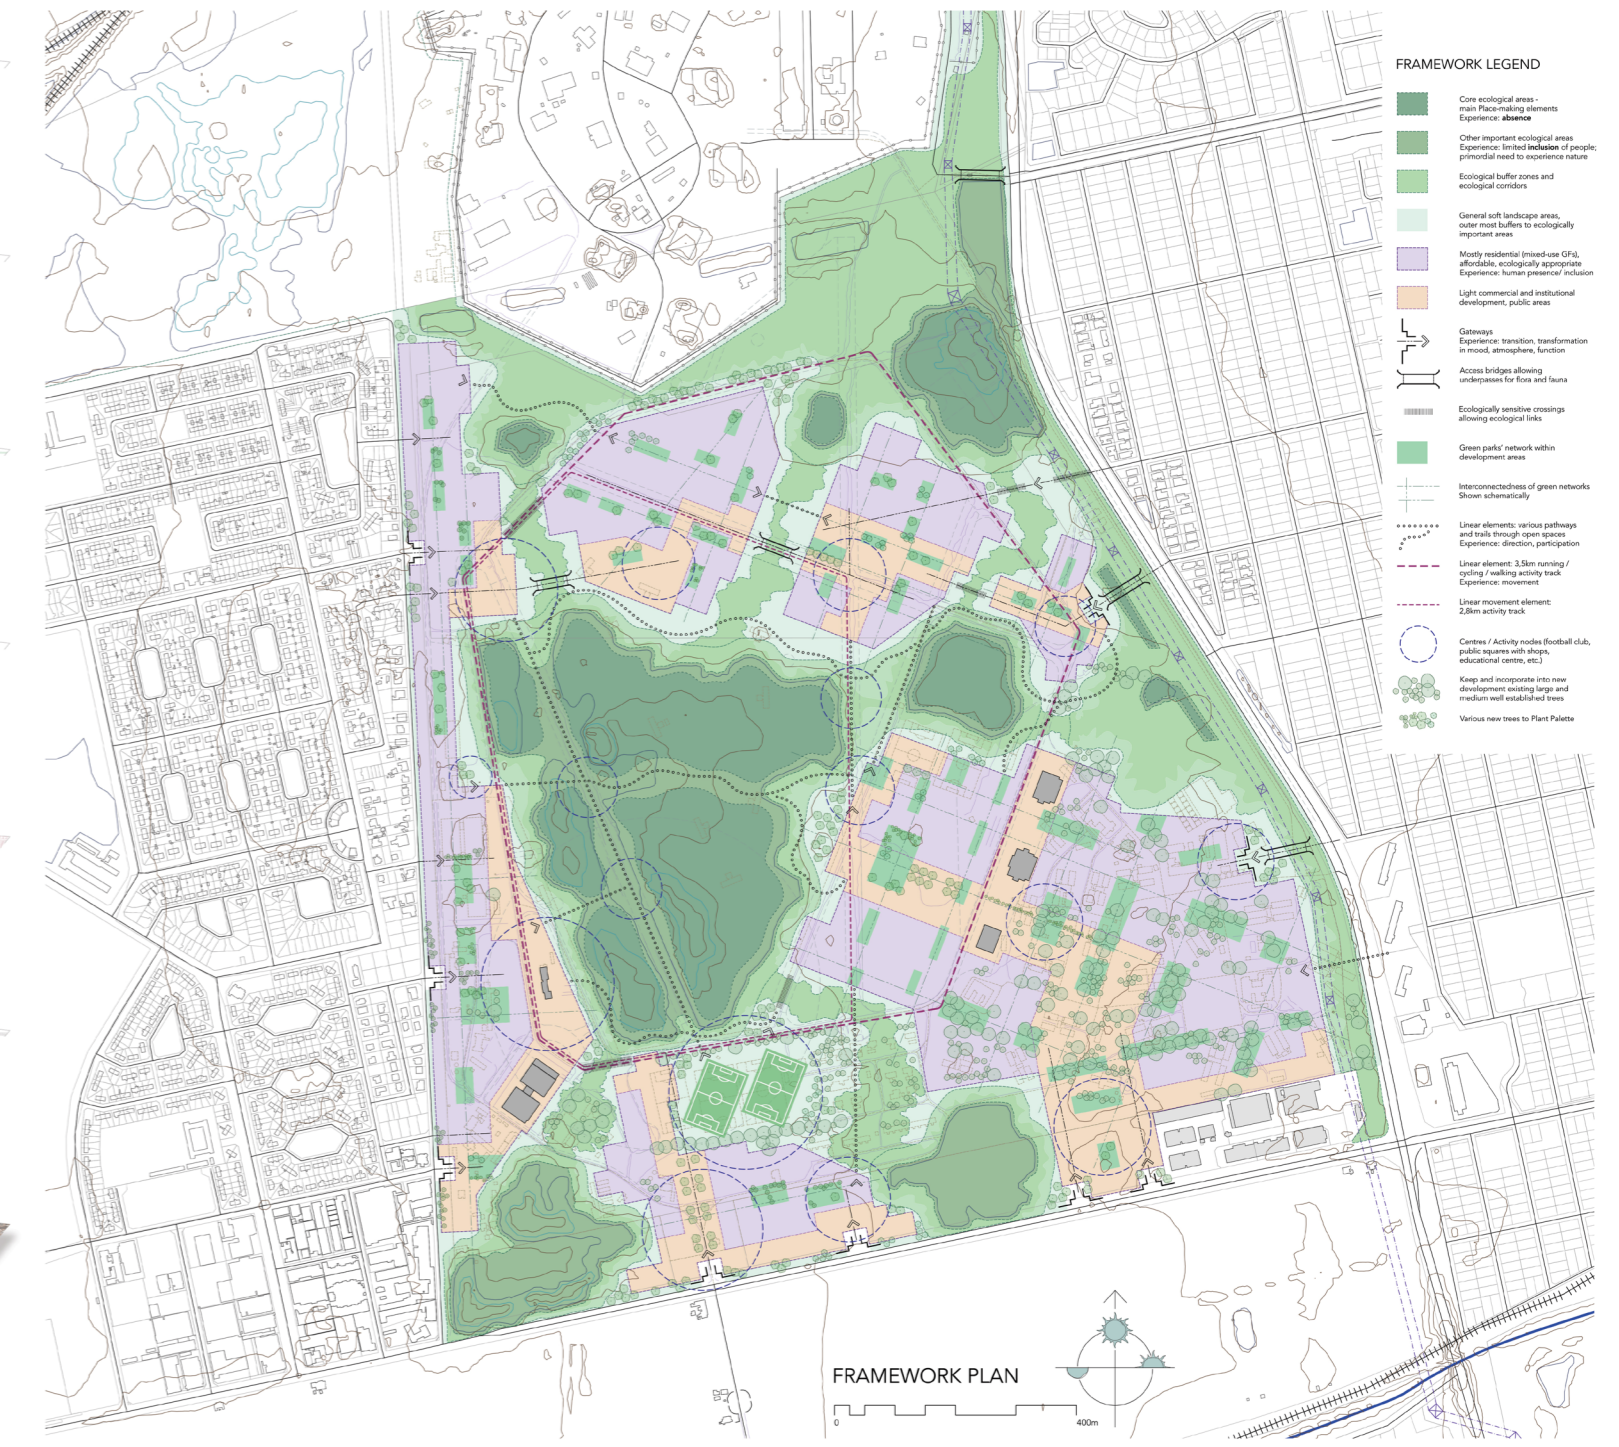 FRAMEWORK LEGEND
Core ecological areas -
main Place-making elements
Experience: absence
Other important ecological areas
Experience: limited inclusion of people;
primordial need to experience nature
Ecological buffer zones and
ecological corridors
General soft landscape areas,
outer most buffers to ecologically
important areas
Mostly residential (mixed-use GFs),
affordable, ecologically appropriate
Experience: human presence/ inclusion
Light commercial and institutional
development, public areas
Gateways
Experience: transition, transformation
in mood, atmosphere, function
Access bridges allowing
underpasses for flora and fauna
Ecologically sensitive crossings
allowing ecological links
Green parks' network within
development areas
Interconnectedness of green networks
Shown schematically
Linear elements: various pathways
and trails through open spaces
Experience: direction, participation
Linear element: 3,5km running /
cycling / walking activity track
Experience: movement
Linear movement element:
2,8km activity track
Centres / Activity nodes (football club,
public squares with shops,
educational centre, etc.)
Keep and incorporate into new
development existing large and
medium well established trees
Various new trees to Plant Palette
FRAMEWORK PLAN
0
400m